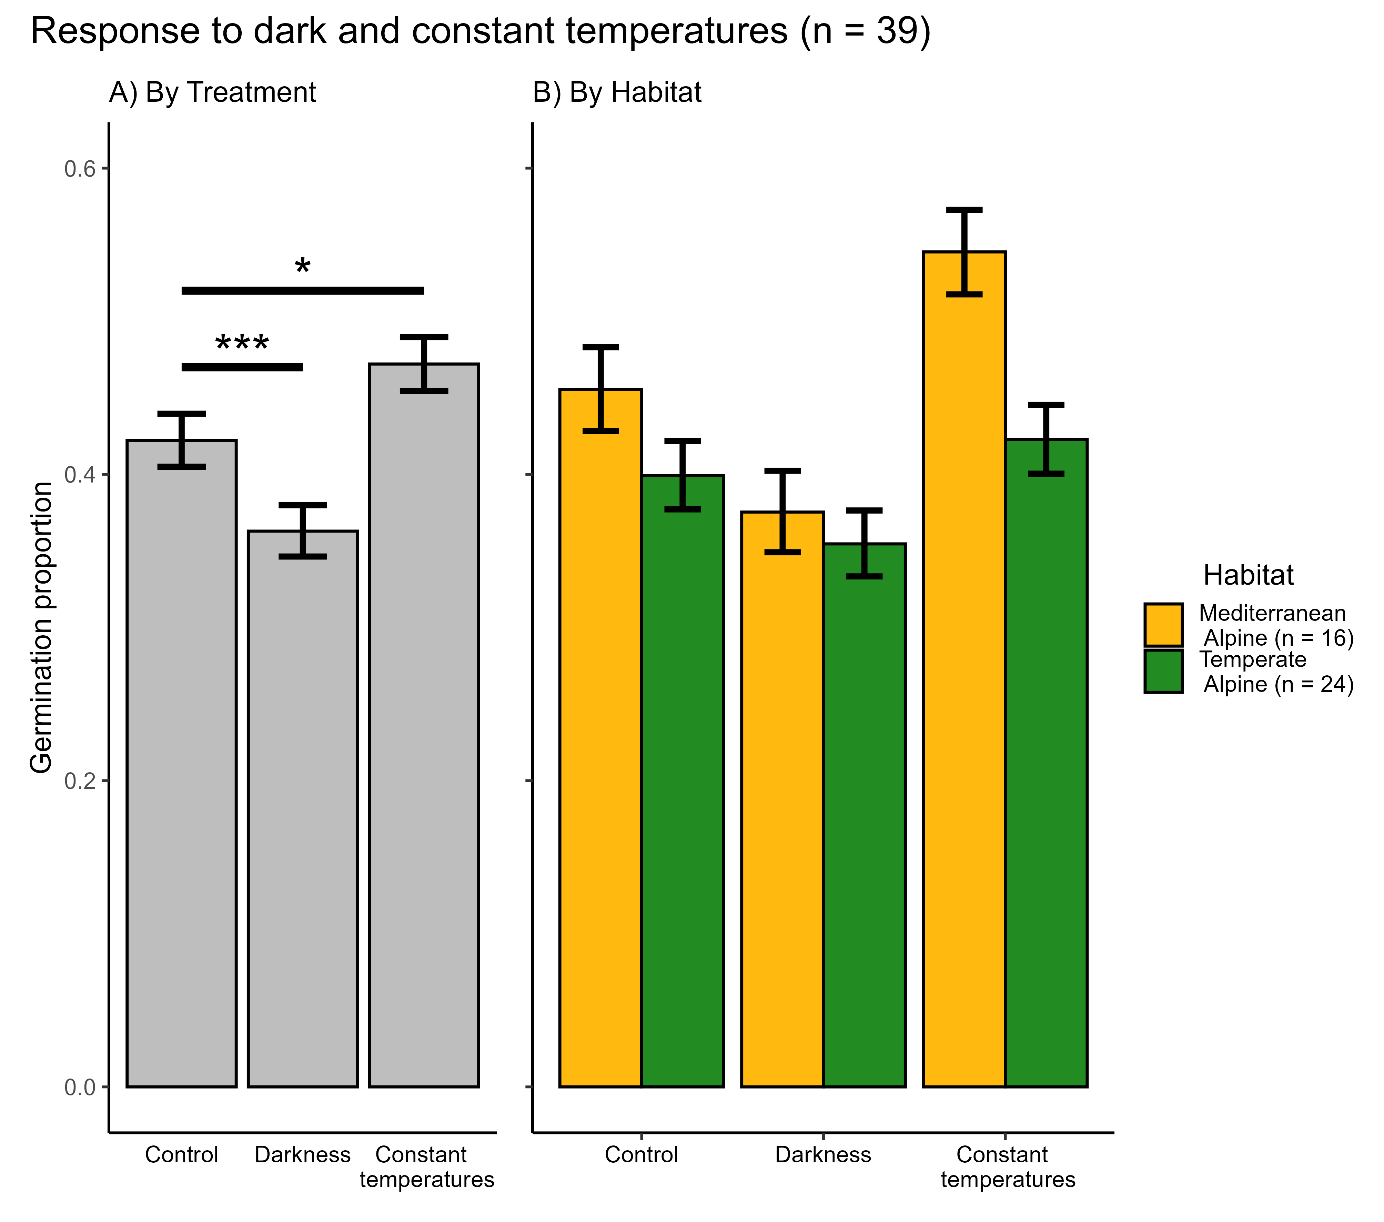 Response to dark and constant temperatures (n = 39)
A) By Treatment
B) By Habitat
Germination proportion
0.6
0.4
0.2
0.0
*
***
Control
Darkness
Constant
temperatures
Control
Darkness
Constant
temperatures
Habitat
Mediterranean
Alpine (n = 16)
Temperate
Alpine (n = 24)